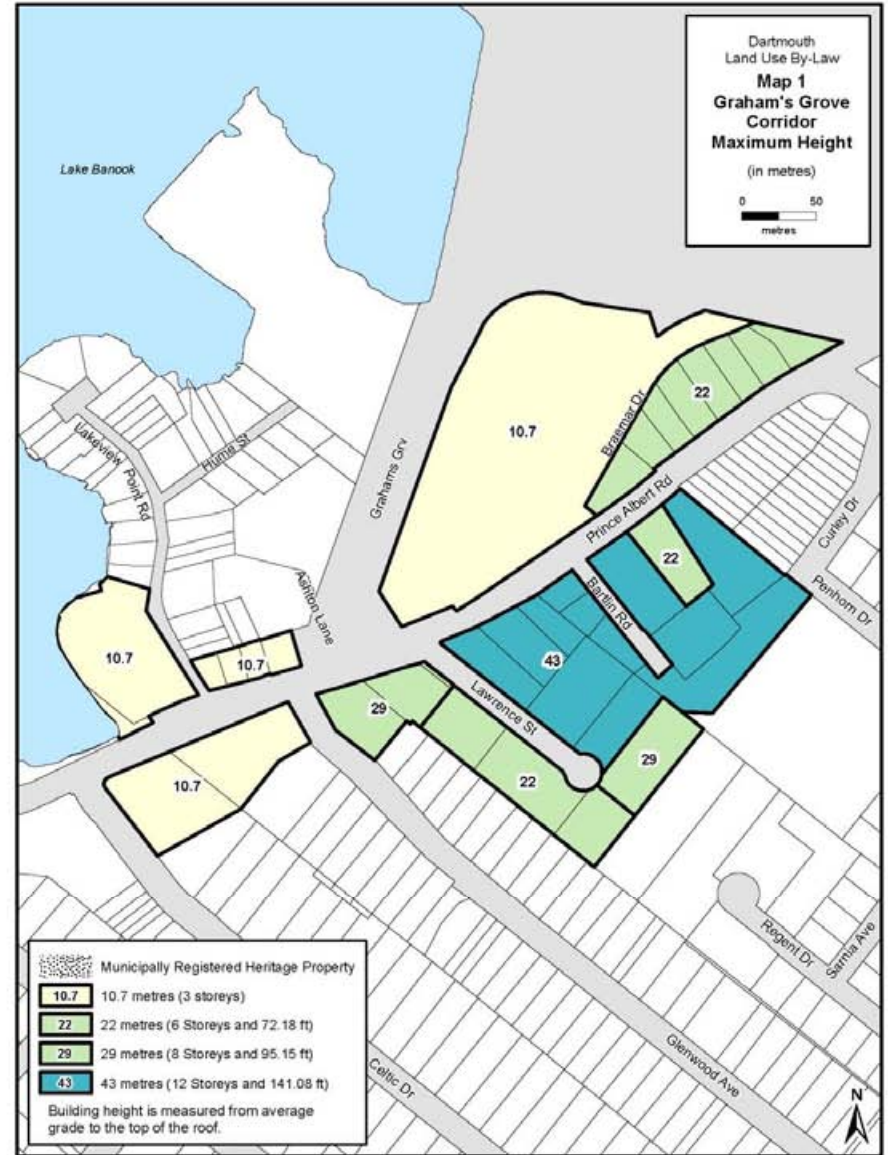 Dartmouth
Land Use By-Law
Map 1
Graham's Grove
Corridor
Maximum Height
(in metres)
0 50
metres
Lake Banook
22
Braemar Dr
10.7
Hume St
Lakeview Point Rd
Grahams Grv
Prince Albert Rd
Curley Dr
22
Bartlin Rd
Penhorn Dr
Ashton Lane
10.7
10.7
43
Lawrence St
29
29
22
10.7
Regent Dr
Sarnia Ave
Municipally Registered Heritage Property
10.7 10.7 metres (3 storeys)
22 22 metres (6 Storeys and 72.18 ft)
29 29 metres (8 Storeys and 95.15 ft)
43 43 metres (12 Storeys and 141.08 ft)
Building height is measured from average
grade to the top of the roof.
Glenwood Ave
Celtic Dr
N